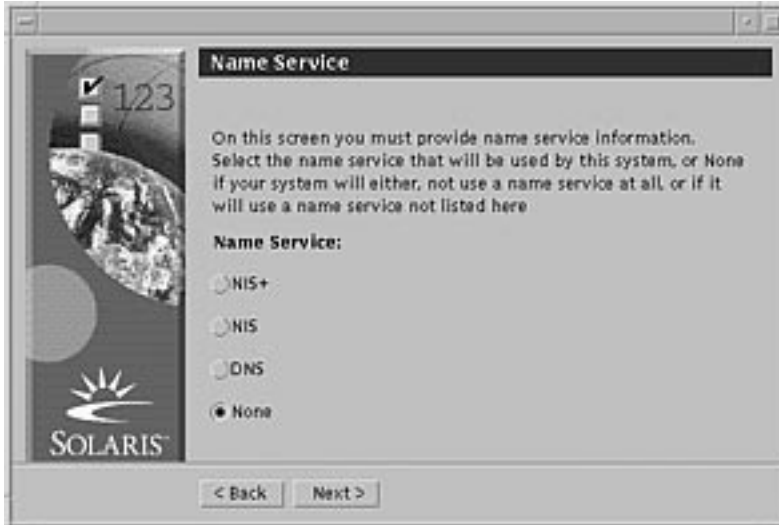 Name Service
123
On this screen you must provide name service information.
Select the name service that will be used by this system, or None
if your system will either, not use a name service at all, or if it
will use a name service not listed here
Name Service:
NIS+
NIS
DNS
None
SOLARIS™
< Back
Next >